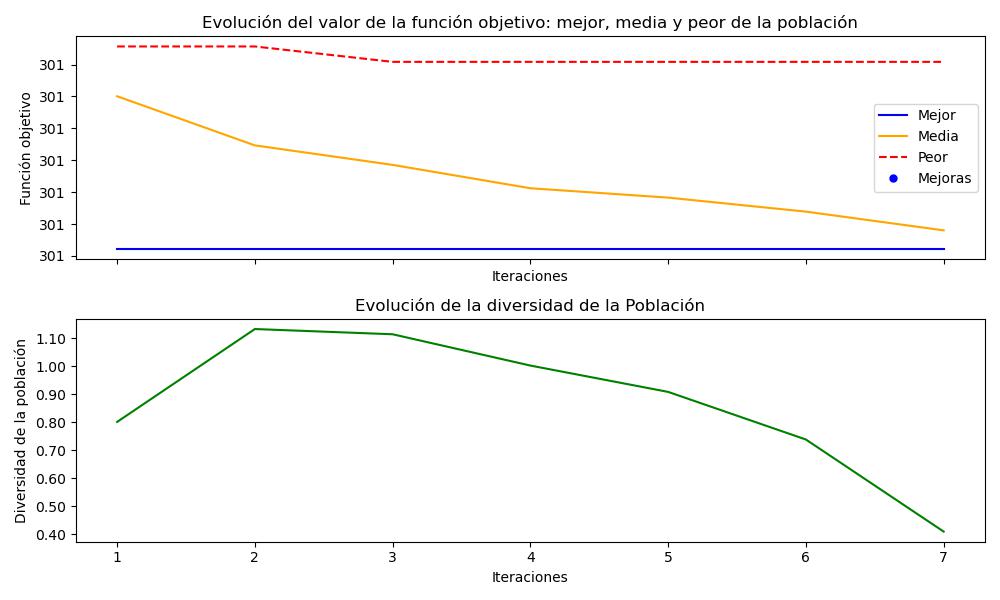 Evolución del valor de la función objetivo: mejor, media y peor de la población
Función objetivo
301
301
301
301
301
301
301
Mejor
Media
Peor
Mejoras
Iteraciones
Evolución de la diversidad de la Población
Diversidad de la población
1.10
1.00
0.90
0.80
0.70
0.60
0.50
0.40
1 2 3 4 5 6 7
Iteraciones